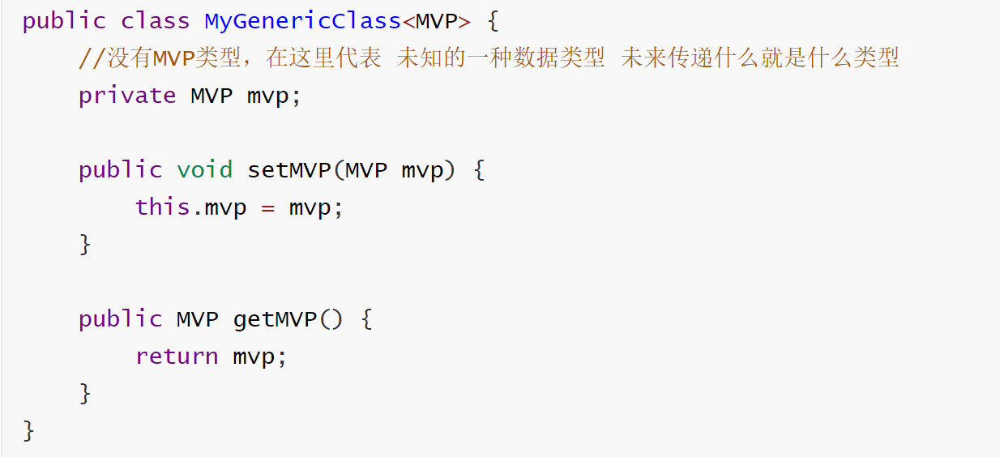 public class MyGenericClass<MVP> {
    //没有MVP类型，在这里代表 未知的一种数据类型 未来传递什么就是什么类型
    private MVP mvp;

    public void setMVP(MVP mvp) {
        this.mvp = mvp;
    }

    public MVP getMVP() {
        return mvp;
    }
}